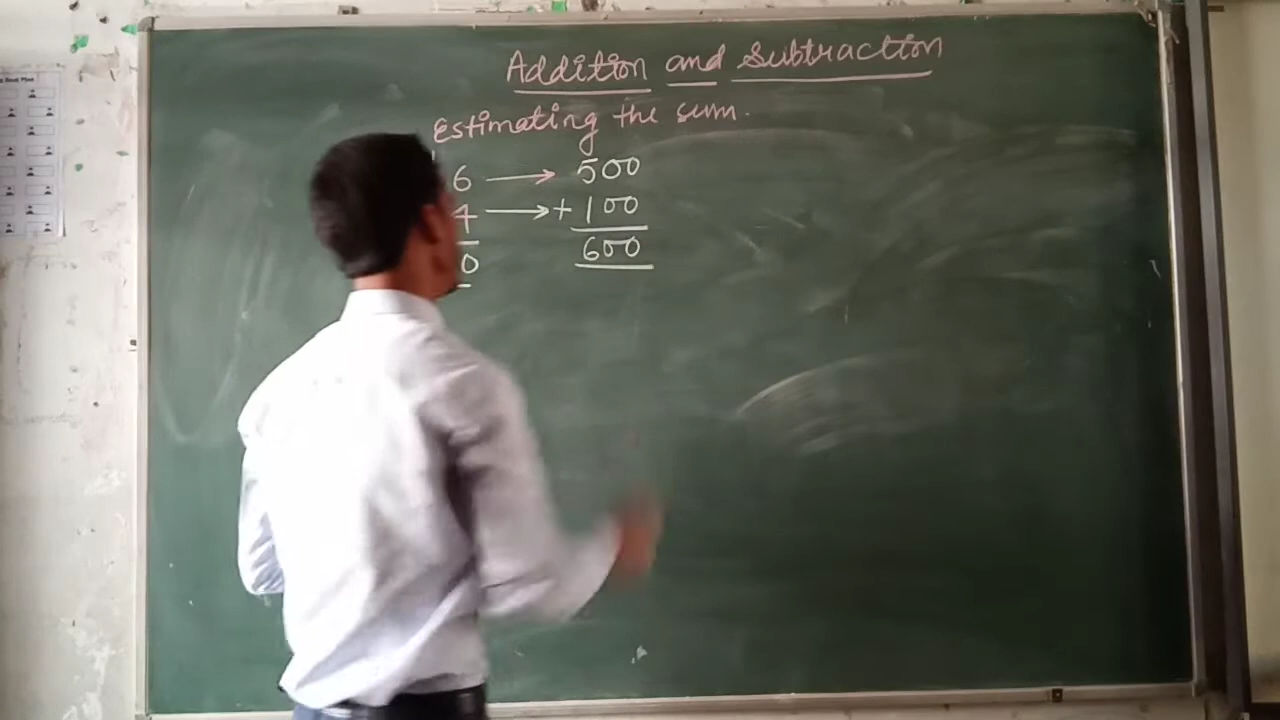 Addition and Subtraction
Estimating the sum.
6 → 500
4 → + 100
0 600